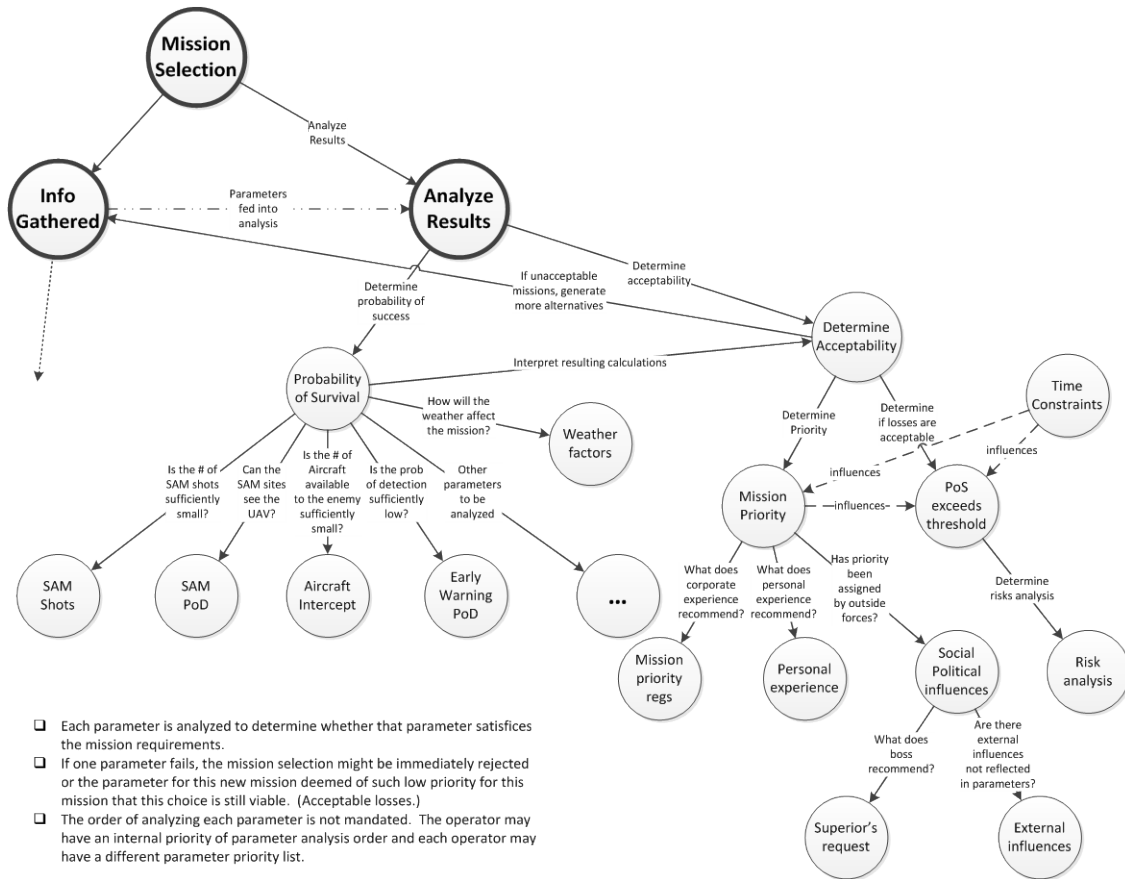 Mission
Selection
Analyze
Results
Info
Gathered
Parameters
fed into
analysis
Analyze
Results
Determine
acceptability
If unacceptable
missions, generate
more alternatives
Determine
probability of
success
Determine
Acceptability
Interpret resulting calculations
Probability
of Survival
Time
Constraints
How will the
weather affect
the mission?
Weather
factors
Determine
Priority
Determine
if losses are
acceptable
influences
influences
Is the # of
SAM shots
sufficiently
small?
Can the
SAM sites
see the
UAV?
Is the # of
Aircraft
available
to the enemy
sufficiently
small?
Is the prob
of detection
sufficiently
low?
Other
parameters
to be
analyzed
Mission
Priority
influences
PoS
exceeds
threshold
SAM
Shots
SAM
PoD
Aircraft
Intercept
Early
Warning
PoD
...
What does
corporate
experience
recommend?
What does
personal
experience
recommend?
Has priority
been
assigned
by outside
forces?
Determine
risks analysis
Mission
priority
regs
Personal
experience
Social
Political
influences
Risk
analysis
What does
boss
recommend?
Are there
external
influences
not reflected
in parameters?
Superior's
request
External
influences
Each parameter is analyzed to determine whether that parameter satisfices
the mission requirements.
If one parameter fails, the mission selection might be immediately rejected
or the parameter for this new mission deemed of such low priority for this
mission that this choice is still viable. (Acceptable losses.)
The order of analyzing each parameter is not mandated. The operator may
have an internal priority of parameter analysis order and each operator may
have a different parameter priority list.